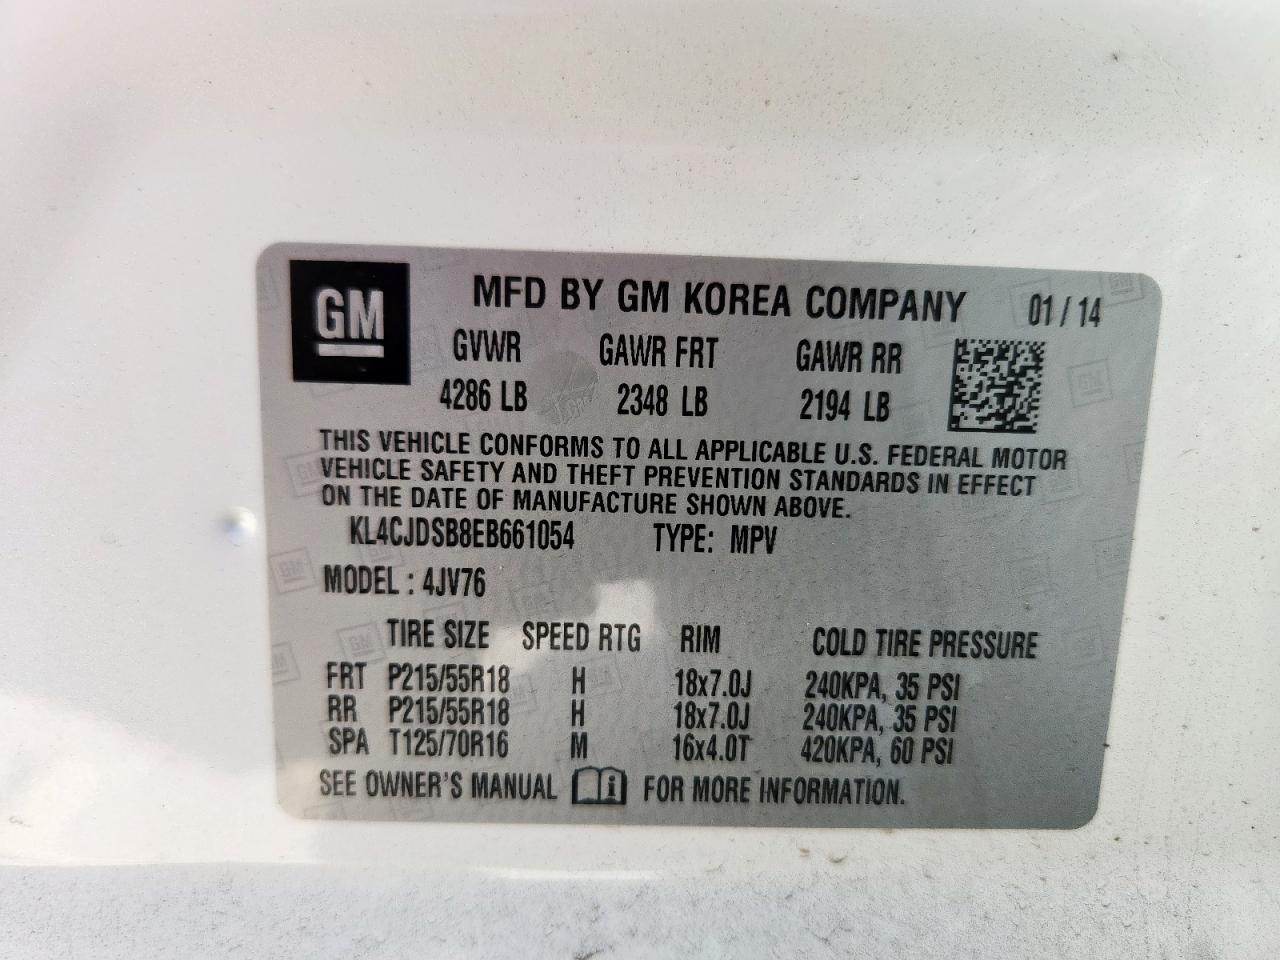 GM
MFD BY GM KOREA COMPANY 01/14
GVWR GAWR FRT GAWR RR
4286 LB 2348 LB 2194 LB
THIS VEHICLE CONFORMS TO ALL APPLICABLE U.S. FEDERAL MOTOR
VEHICLE SAFETY AND THEFT PREVENTION STANDARDS IN EFFECT
ON THE DATE OF MANUFACTURE SHOWN ABOVE.
KL4CJDSB8EB661054 TYPE: MPV
MODEL : 4JV76
TIRE SIZE SPEED RTG RIM COLD TIRE PRESSURE
FRT P215/55R18 H 18x7.0J 240KPA, 35 PSI
RR P215/55R18 H 18x7.0J 240KPA, 35 PSI
SPA T125/70R16 M 16x4.0T 420KPA, 60 PSI
SEE OWNER'S MANUAL i FOR MORE INFORMATION.